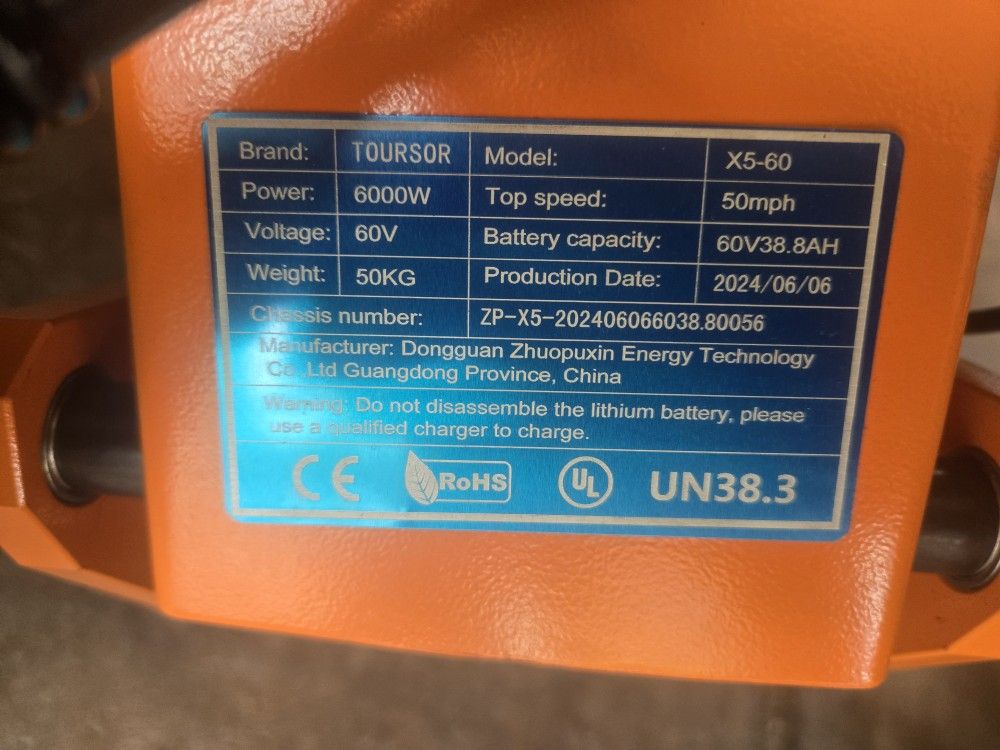 Brand: TOURSOR Model: X5-60
Power: 6000W Top speed: 50mph
Voltage: 60V Battery capacity: 60V38.8AH
Weight: 50KG Production Date: 2024/06/06
Chassis number: ZP-X5-202406066038.80056
Manufacturer: Dongguan Zhuopuxin Energy Technology
Co.,Ltd Guangdong Province, China
Warning: Do not disassemble the lithium battery, please
use a qualified charger to charge.
CE RoHS UL UN38.3